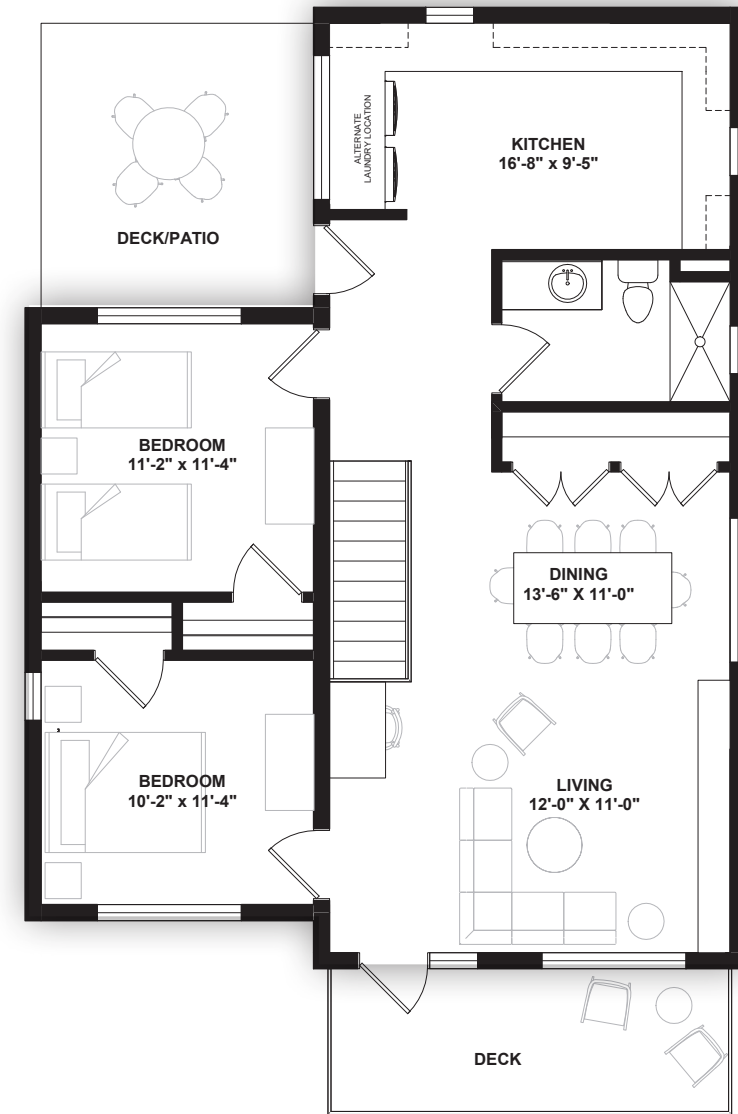 ALTERNATE
LAUNDRY LOCATION
KITCHEN
16'-8" x 9'-5"
DECK/PATIO
BEDROOM
11'-2" x 11'-4"
DINING
13'-6" X 11'-0"
BEDROOM
10'-2" x 11'-4"
LIVING
12'-0" X 11'-0"
DECK